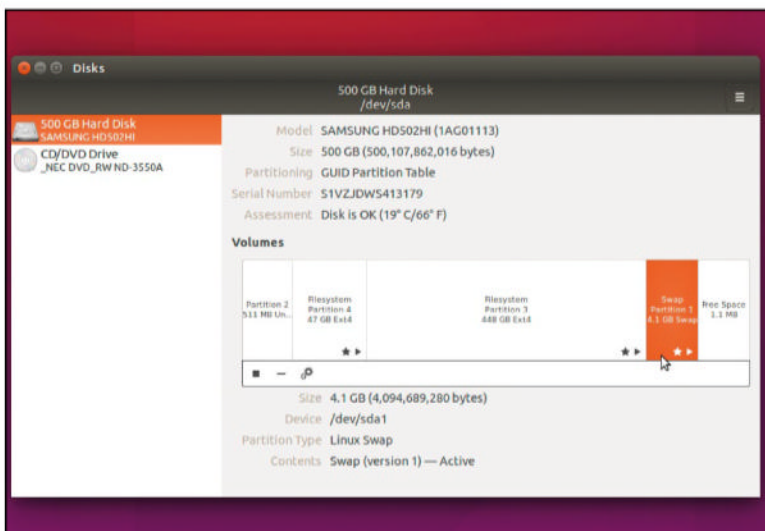 Disks
500 GB Hard Disk
/dev/sda
500 GB Hard Disk
SAMSUNG HD502HI
CD/DVD Drive
_NEC DVD_RW ND-3550A
Model SAMSUNG HD502HI (1AG01113)
Size 500 GB (500,107,862,016 bytes)
Partitioning GUID Partition Table
Serial Number S1VZJDWS413179
Assessment Disk is OK (19° C/66° F)
Volumes
Partition 2
511 MB Un...
Filesystem
Partition 4
47 GB Ext4
Filesystem
Partition 3
448 GB Ext4
Swap
Partition 1
4.1 GB Swap
Free Space
1.1 MB
Size 4.1 GB (4,094,689,280 bytes)
Device /dev/sda1
Partition Type Linux Swap
Contents Swap (version 1) — Active